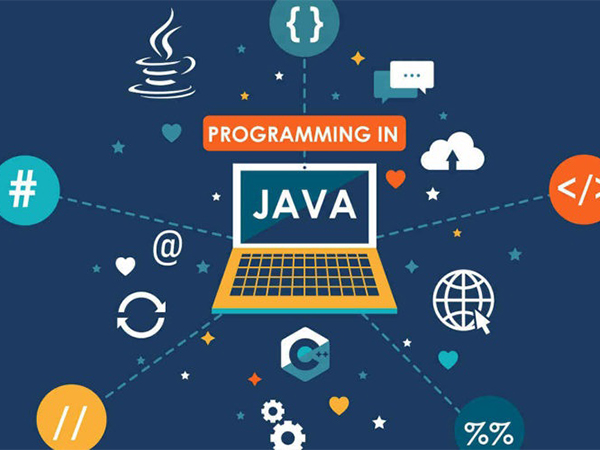 {}
...
PROGRAMMING IN
JAVA
#
</>
@
C++
//
%%